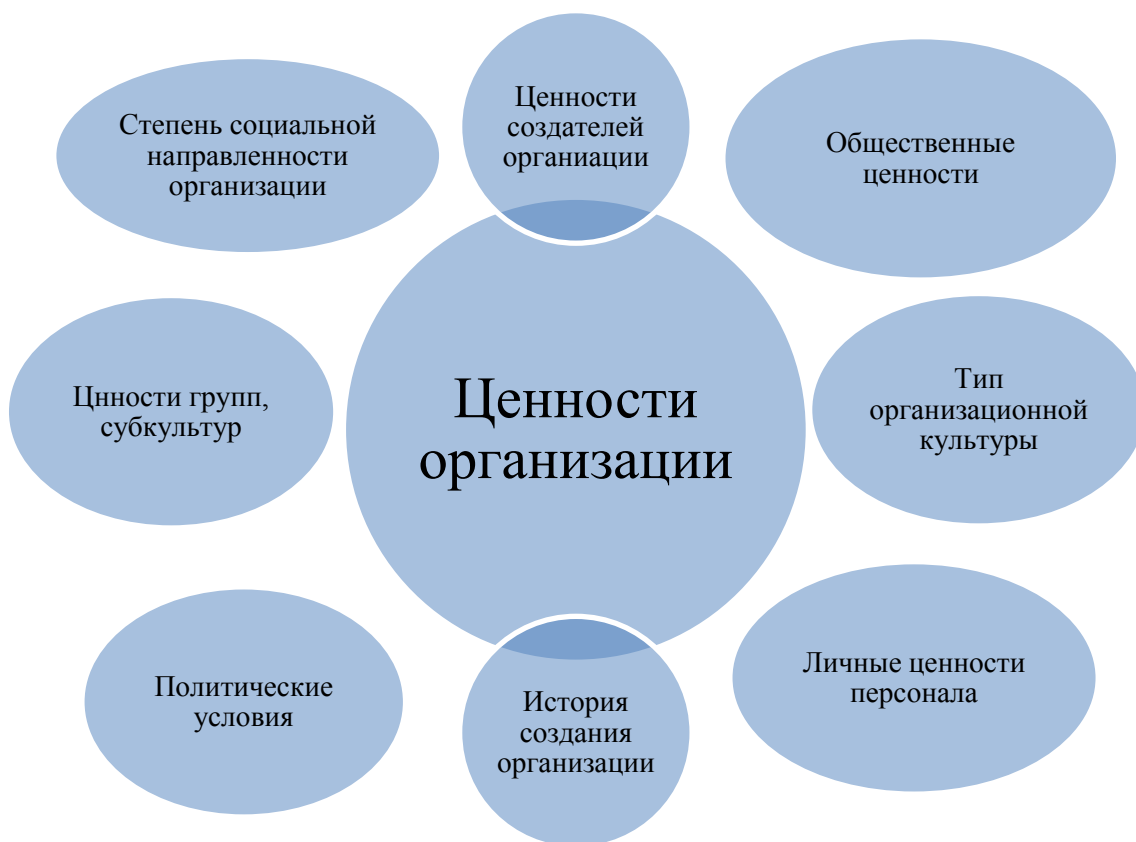 Ценности
создателей
органиации
Степень социальной
направленности
организации
Общественные
ценности
Цнности групп,
субкультур
Ценности
организации
Тип
организационной
культуры
Политические
условия
История
создания
организации
Личные ценности
персонала